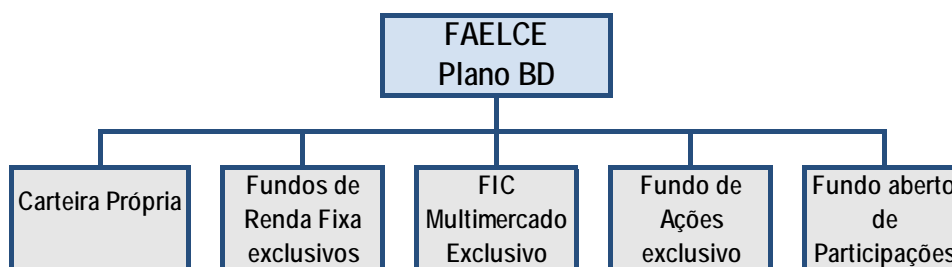 FAELCE
Plano BD
Carteira Própria
Fundos de
Renda Fixa
exclusivos
FIC
Multimercado
Exclusivo
Fundo de
Ações
exclusivo
Fundo aberto
de
Participações